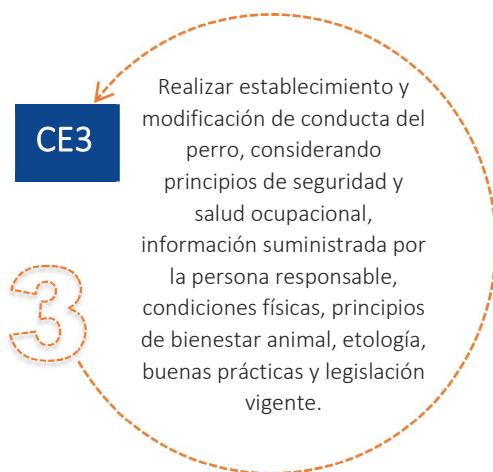 CE3
Realizar establecimiento y
modificación de conducta del
perro, considerando
principios de seguridad y
salud ocupacional,
información suministrada por
la persona responsable,
condiciones físicas, principios
de bienestar animal, etología,
buenas prácticas y legislación
vigente.
3